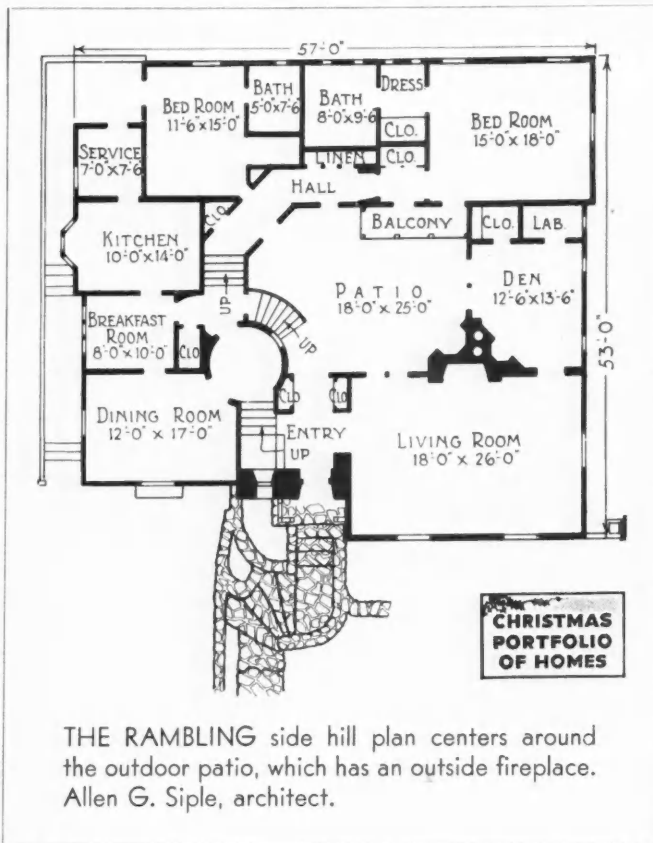 57'-0"
BED ROOM
11'-6"x15'-0"
BATH
5'-0"x7'-6"
BATH
8'-0"x9'-6"
DRESS.
CLO.
BED ROOM
15'-0"x18'-0"
SERVICE
7'-0"x7'-6"
LINEN
CLO.
HALL
CLO.
BALCONY
CLO.
LAB.
KITCHEN
10'-0"x14'-0"
UP
PATIO
18'-0"x25'-0"
DEN
12'-6"x13'-6"
53'-0"
BREAKFAST
ROOM
8'-0"x10'-0"
CLO
UP
DINING ROOM
12'-0" x 17'-0"
CLO
CLO
ENTRY
UP
LIVING ROOM
18'-0" x 26'-0"
CHRISTMAS
PORTFOLIO
OF HOMES
THE RAMBLING side hill plan centers around
the outdoor patio, which has an outside fireplace.
Allen G. Siple, architect.